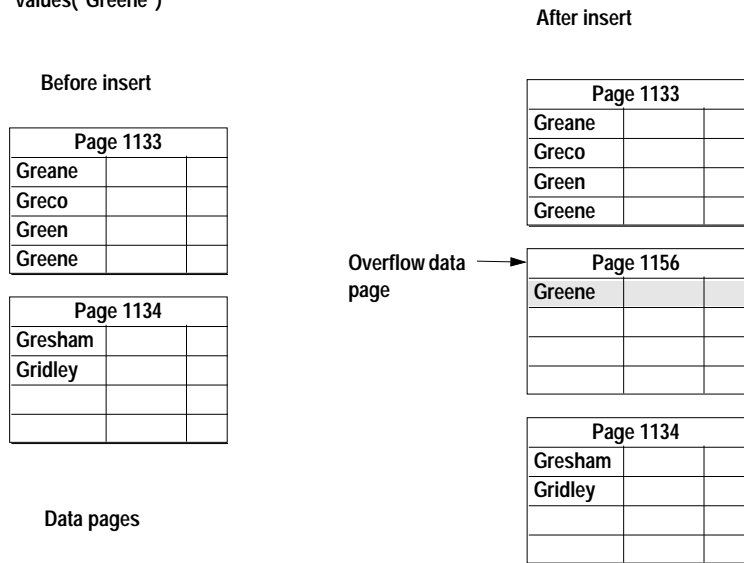 values("Greene")
Before insert
Page 1133
Greane
Greco
Green
Greene
Page 1134
Gresham
Gridley
Data pages
After insert
Page 1133
Greane
Greco
Green
Greene
Overflow data
page
Page 1156
Greene
Page 1134
Gresham
Gridley